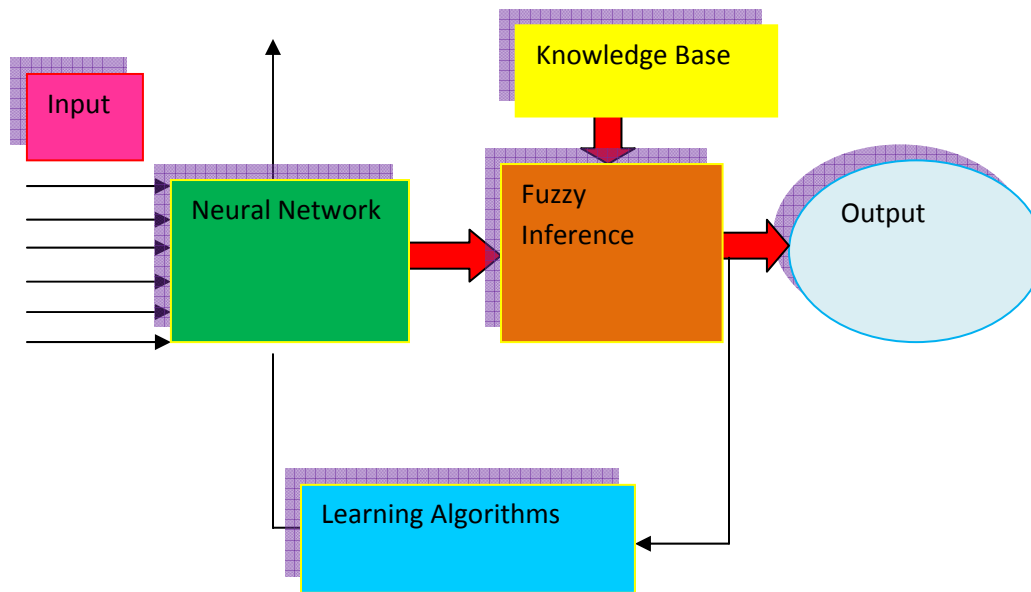 Input
Knowledge Base
Neural Network
Fuzzy
Inference
Output
Learning Algorithms